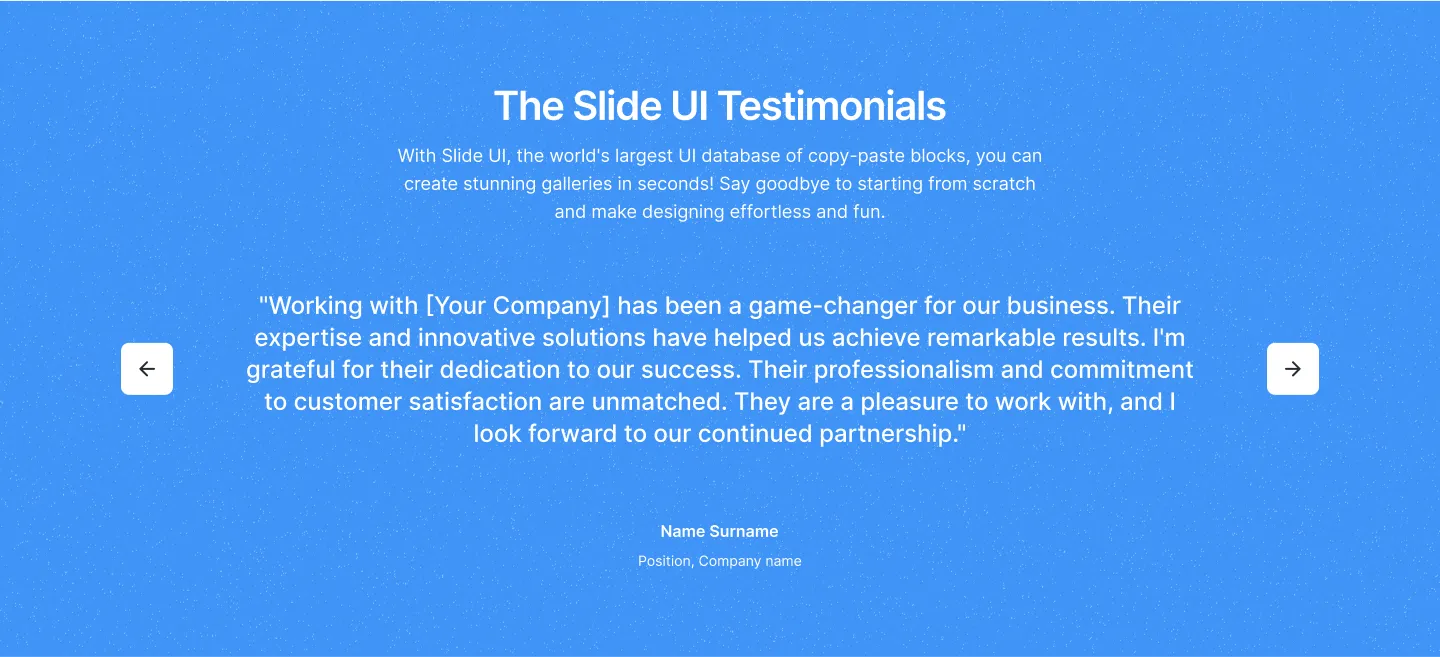 The Slide UI Testimonials
With Slide UI, the world's largest UI database of copy-paste blocks, you can
create stunning galleries in seconds! Say goodbye to starting from scratch
and make designing effortless and fun.
"Working with [Your Company] has been a game-changer for our business. Their
expertise and innovative solutions have helped us achieve remarkable results. I'm
grateful for their dedication to our success. Their professionalism and commitment
to customer satisfaction are unmatched. They are a pleasure to work with, and I
look forward to our continued partnership."
Name Surname
Position, Company name